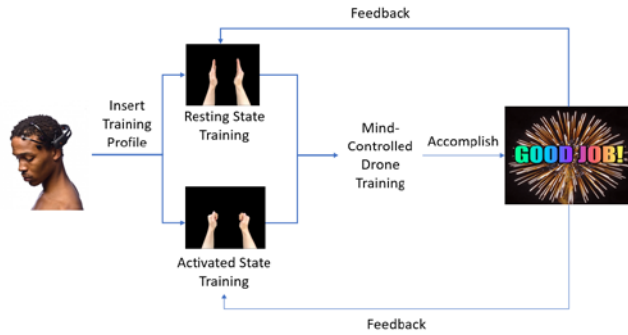 Feedback
Insert
Training
Profile
Resting State
Training
Mind-
Controlled
Drone
Training
Accomplish
GOOD JOB!
Activated State
Training
Feedback